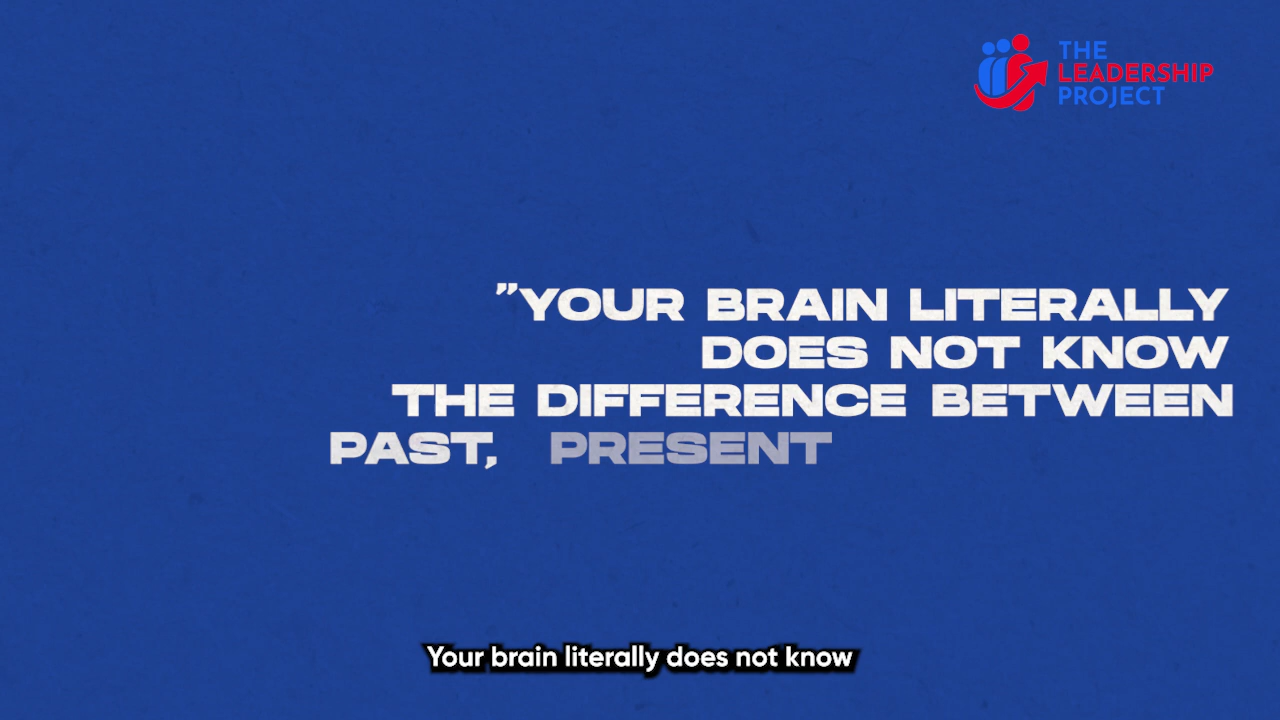 THE
LEADERSHIP
PROJECT
”YOUR BRAIN LITERALLY
DOES NOT KNOW
THE DIFFERENCE BETWEEN
PAST, PRESENT
Your brain literally does not know